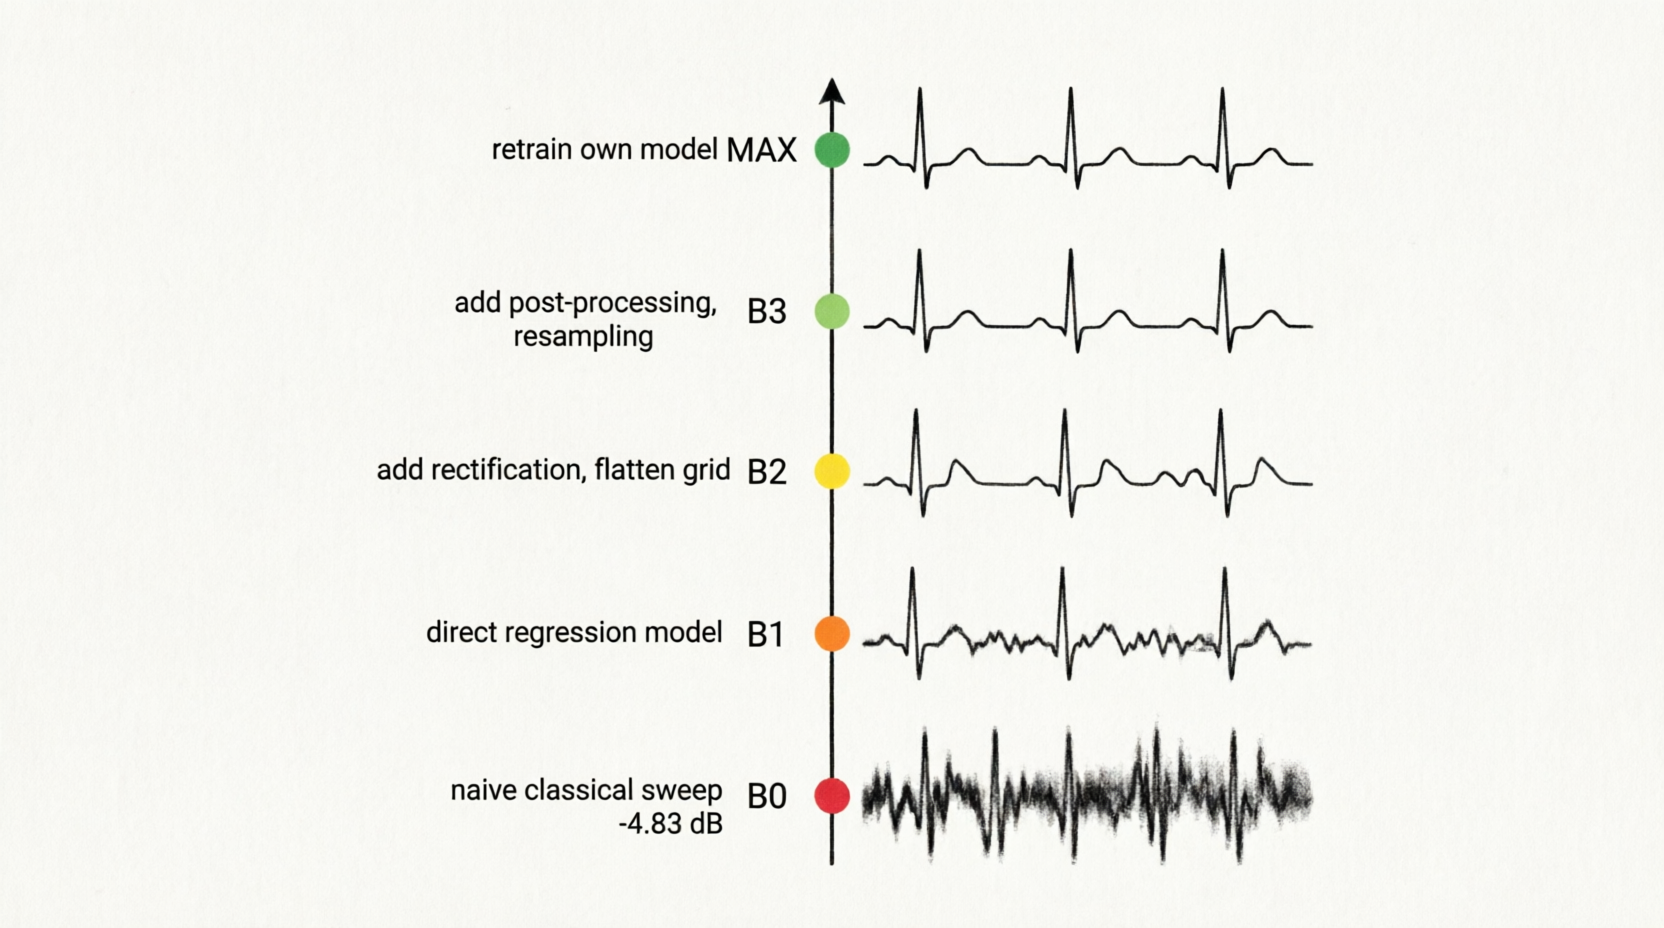 retrain own model MAX
add post-processing,
resampling
B3
add rectification, flatten grid B2
direct regression model B1
naive classical sweep B0
-4.83 dB